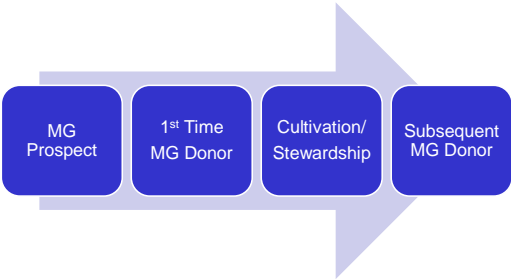 MG
Prospect
1st Time
MG Donor
Cultivation/
Stewardship
Subsequent
MG Donor